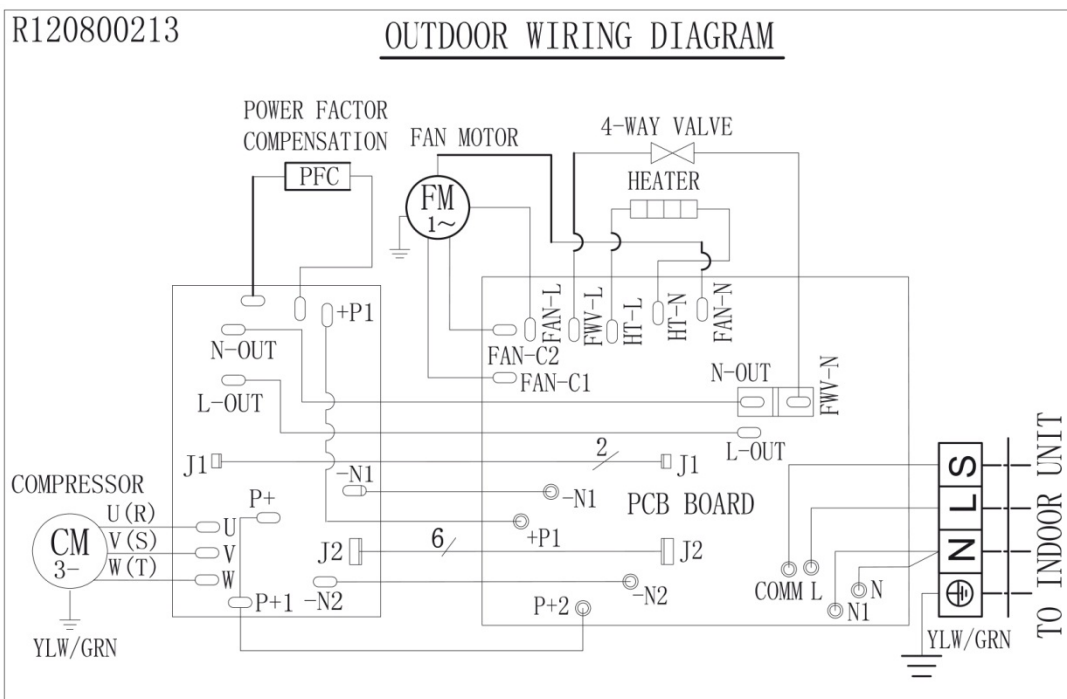 R120800213
OUTDOOR WIRING DIAGRAM
POWER FACTOR
COMPENSATION
PFC
FAN MOTOR
FM
1~
4-WAY VALVE
HEATER
+P1
N-OUT
L-OUT
FAN-C2
FAN-C1
FAN-L
FWV-L
HT-L
HT-N
FAN-N
N-OUT
FWV-N
L-OUT
J1
2
J1
-N1
-N1
PCB BOARD
COMPRESSOR
CM
3-
U(R)
V(S)
W(T)
U
V
W
P+
+P1
J2
6
J2
P+1
-N2
-N2
P+2
YLW/GRN
COMM L
N
N1
S
L
N
YLW/GRN
TO INDOOR UNIT